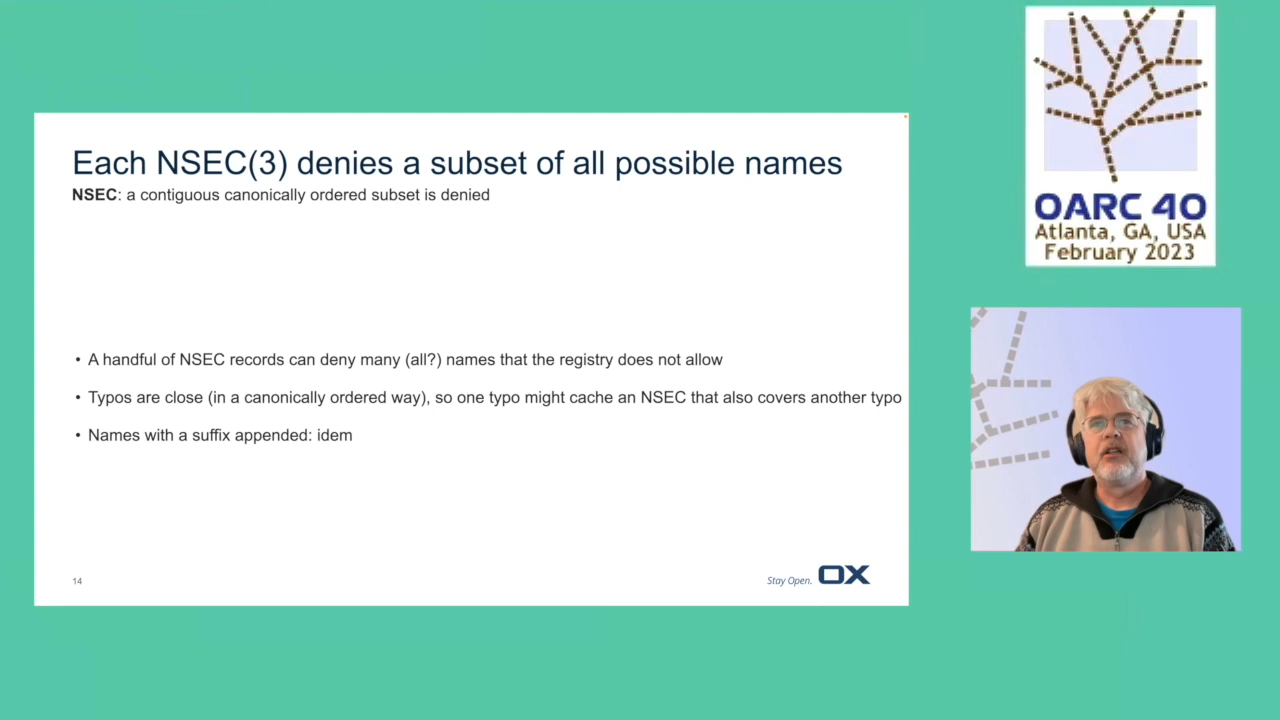 Each NSEC(3) denies a subset of all possible names
NSEC: a contiguous canonically ordered subset is denied
• A handful of NSEC records can deny many (all?) names that the registry does not allow
• Typos are close (in a canonically ordered way), so one typo might cache an NSEC that also covers another typo
• Names with a suffix appended: idem
14
Stay Open. OX
OARC 40
Atlanta, GA, USA
February 2023